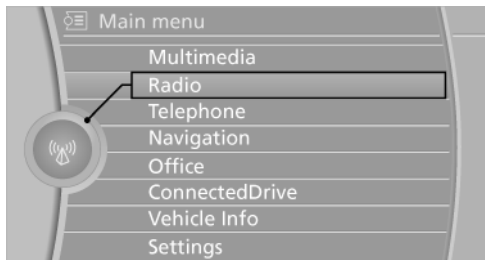 Main menu
Multimedia
Radio
Telephone
Navigation
Office
ConnectedDrive
Vehicle Info
Settings